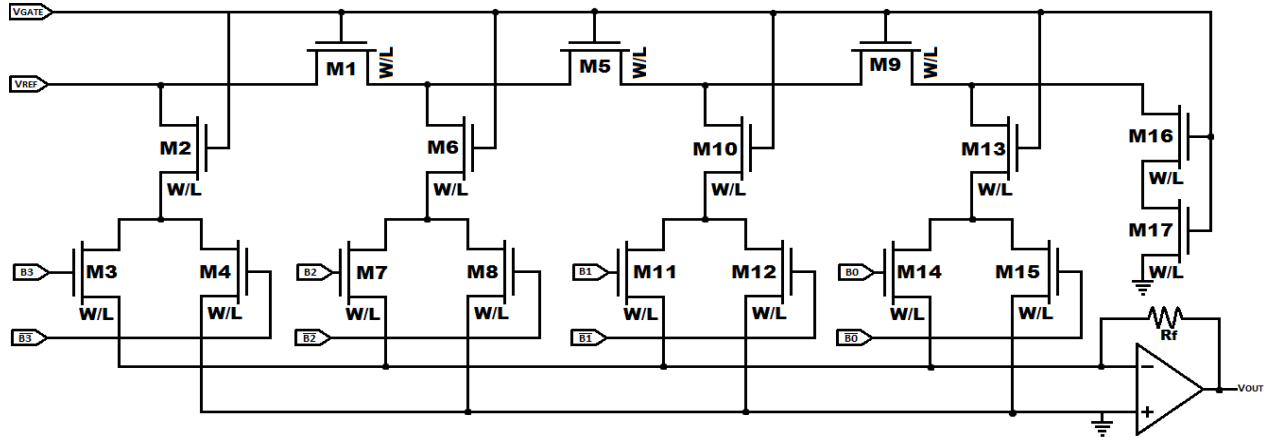 VGATE
M1
W/L
M5
W/L
M9
W/L
VREF
M2
W/L
M6
W/L
M10
W/L
M13
W/L
M16
W/L
M17
W/L
B3
M3
W/L
M4
W/L
B2
M7
W/L
M8
W/L
B1
M11
W/L
M12
W/L
B0
M14
W/L
M15
W/L
B3
B2
B1
B0
Rf
−
+
VOUT